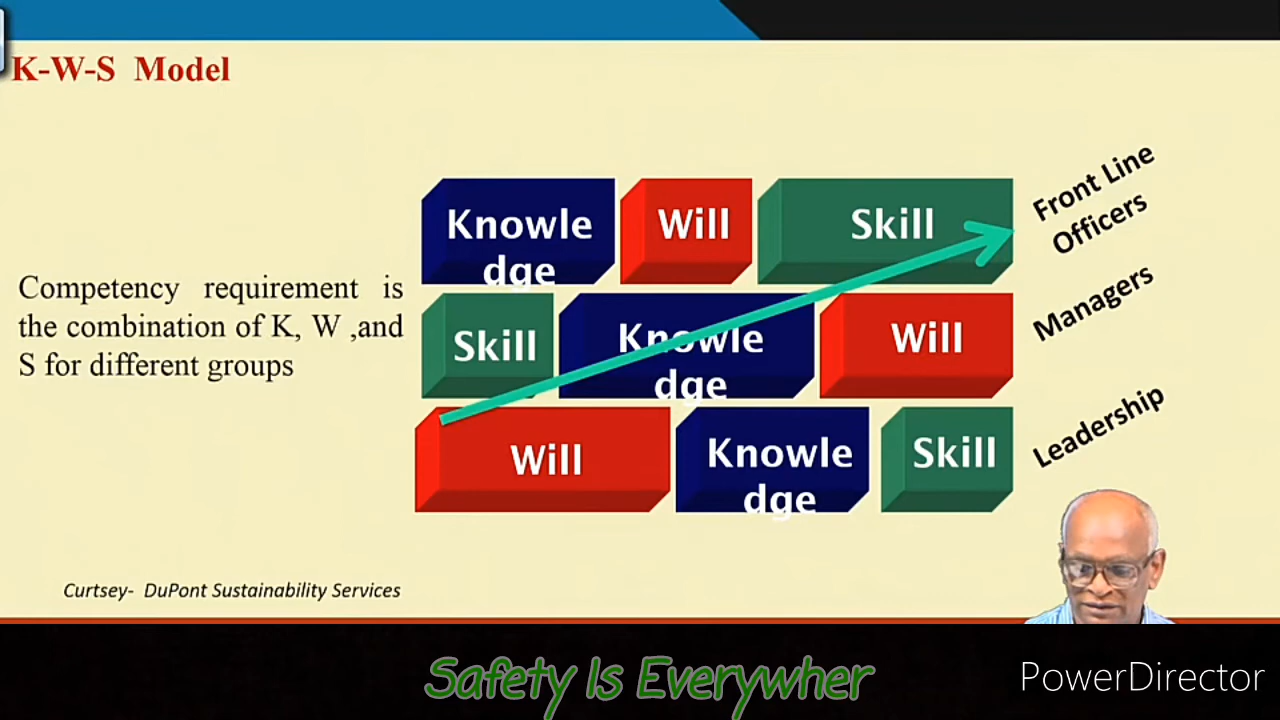 K-W-S Model
Competency requirement is
the combination of K, W ,and
S for different groups
Knowle
dge
Will
Skill
Front Line
Officers
Skill
Knowle
dge
Will
Managers
Will
Knowle
dge
Skill
Leadership
Curtsey- DuPont Sustainability Services
Safety Is Everywher
PowerDirector